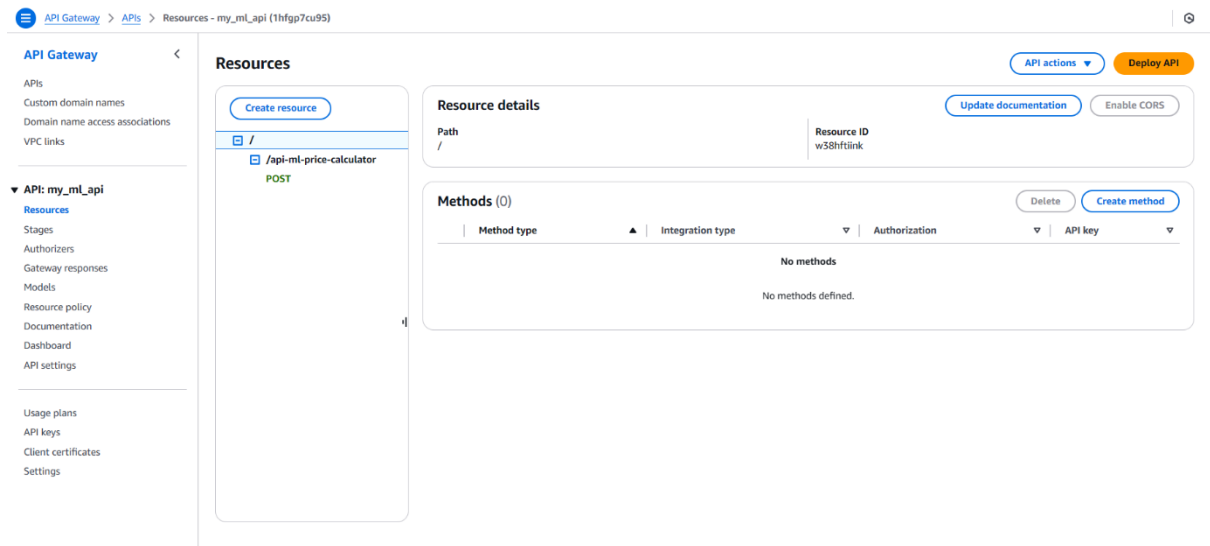 API Gateway > APIs > Resources - my_ml_api (1hfgp7cu95)
API Gateway
APIs
Custom domain names
Domain name access associations
VPC links
API: my_ml_api
Resources
Stages
Authorizers
Gateway responses
Models
Resource policy
Documentation
Dashboard
API settings
Usage plans
API keys
Client certificates
Settings
Resources
API actions
Deploy API
Create resource
/
/api-ml-price-calculator
POST
Resource details
Update documentation
Enable CORS
Path
/
Resource ID
w38hftiink
Methods (0)
Delete
Create method
Method type
Integration type
Authorization
API key
No methods
No methods defined.